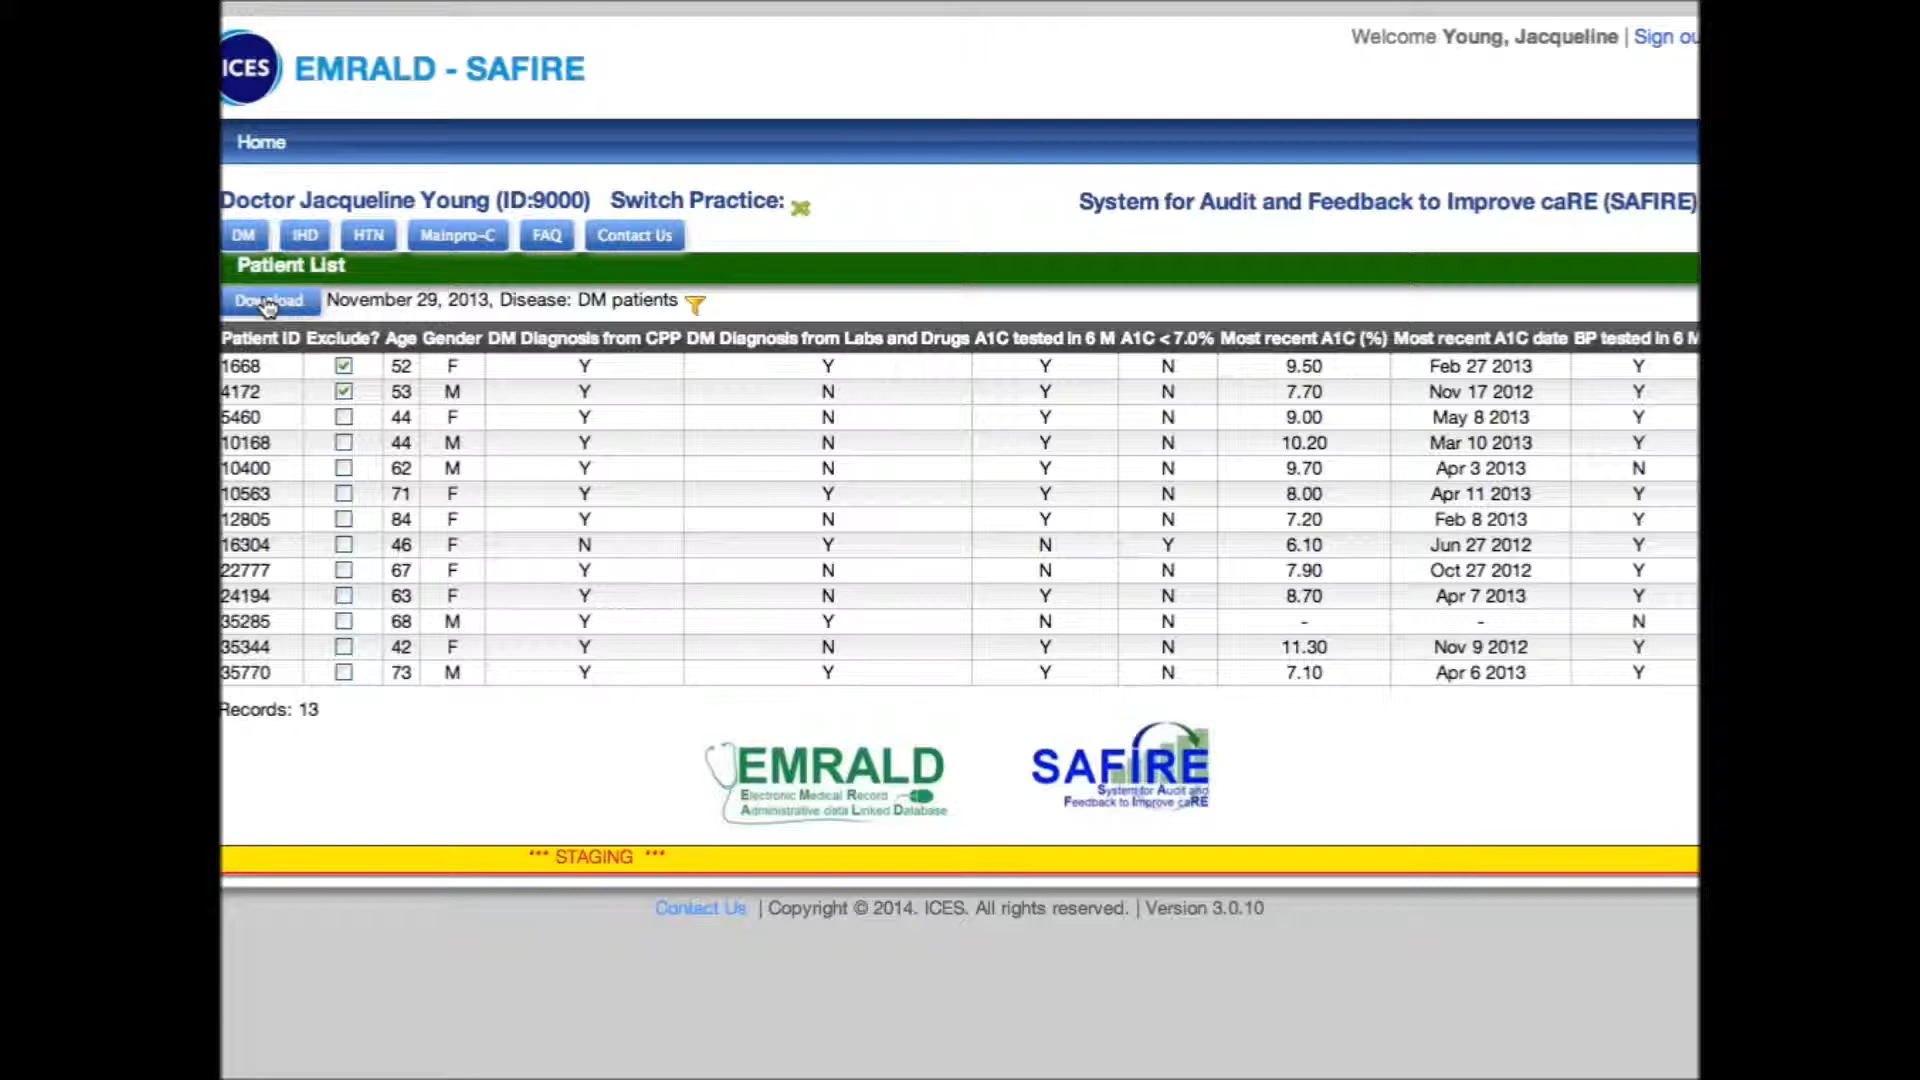 Welcome Young, Jacqueline | Sign ou
ICES EMRALD - SAFIRE
Home
Doctor Jacqueline Young (ID:9000) Switch Practice: System for Audit and Feedback to Improve caRE (SAFIRE)
DM IHD HTN Mainpro-C FAQ Contact Us
Patient List
Download November 29, 2013, Disease: DM patients
Patient ID Exclude? Age Gender DM Diagnosis from CPP DM Diagnosis from Labs and Drugs A1C tested in 6 M A1C < 7.0% Most recent A1C (%) Most recent A1C date BP tested in 6 M
1668 52 F Y Y Y N 9.50 Feb 27 2013 Y
4172 53 M Y N Y N 7.70 Nov 17 2012 Y
5460 44 F Y N Y N 9.00 May 8 2013 Y
10168 44 M Y N Y N 10.20 Mar 10 2013 Y
10400 62 M Y N Y N 9.70 Apr 3 2013 N
10563 71 F Y Y Y N 8.00 Apr 11 2013 Y
12805 84 F Y N Y N 7.20 Feb 8 2013 Y
16304 46 F N Y N Y 6.10 Jun 27 2012 Y
22777 67 F Y N N N 7.90 Oct 27 2012 Y
24194 63 F Y N Y N 8.70 Apr 7 2013 Y
35285 68 M Y Y N N - - N
35344 42 F Y N Y N 11.30 Nov 9 2012 Y
35770 73 M Y Y Y N 7.10 Apr 6 2013 Y
Records: 13
EMRALD
Electronic Medical Record
Administrative data Linked Database
SAFIRE
System for Audit and
Feedback to Improve caRE
*** STAGING ***
Contact Us | Copyright © 2014. ICES. All rights reserved. | Version 3.0.10